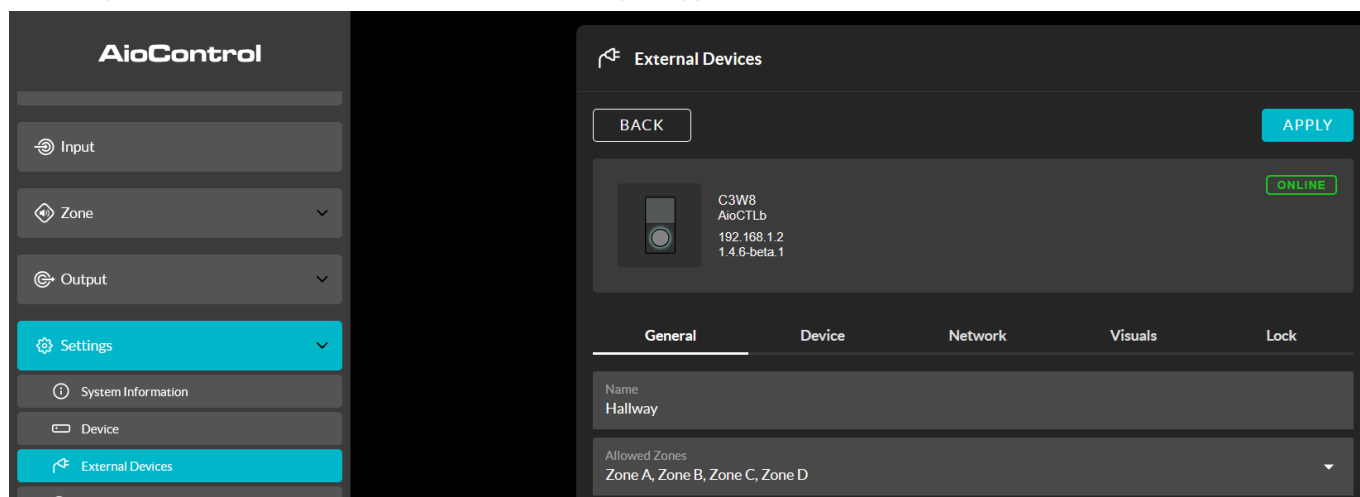 AioControl
Input
Zone
Output
Settings
System Information
Device
External Devices
External Devices
BACK
APPLY
C3W8
AioCTLb
192.168.1.2
1.4.6-beta.1
ONLINE
General
Device
Network
Visuals
Lock
Name
Hallway
Allowed Zones
Zone A, Zone B, Zone C, Zone D